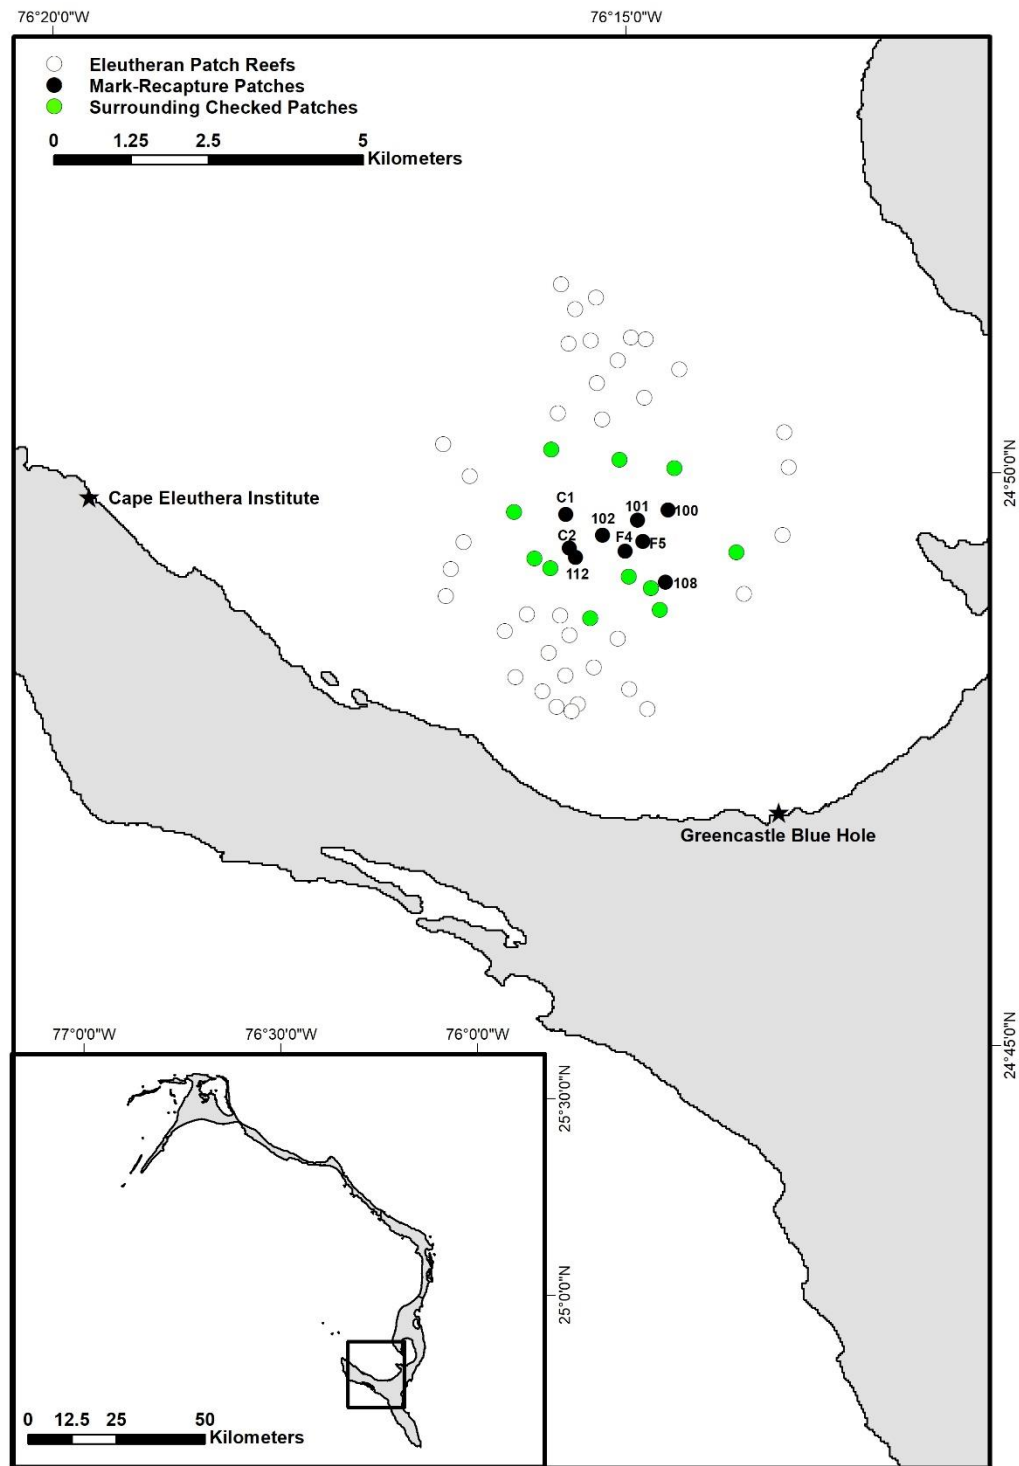 76°20'0"W 76°15'0"W
Eleutheran Patch Reefs
Mark-Recapture Patches
Surrounding Checked Patches
0 1.25 2.5 5
Kilometers
24°50'0"N
C1
101
100
102
Cape Eleuthera Institute
C2
F4
F5
112
108
Greencastle Blue Hole
24°45'0"N
77°0'0"W 76°30'0"W 76°0'0"W
25°30'0"N
25°0'0"N
0 12.5 25 50
Kilometers